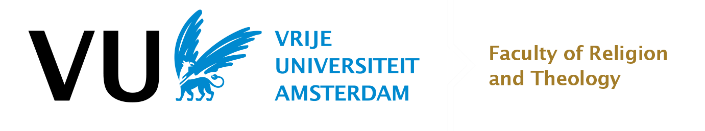 VU VRIJE
UNIVERSITEIT
AMSTERDAM
Faculty of Religion
and Theology